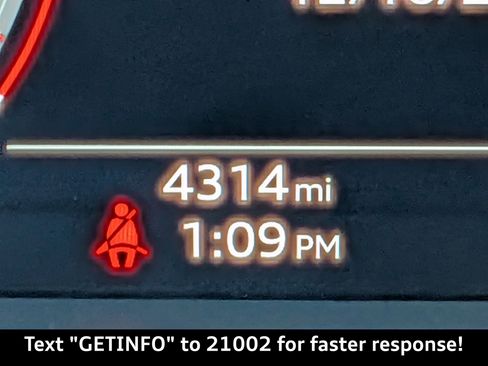 4314 mi
1:09 PM
Text "GETINFO" to 21002 for faster response!